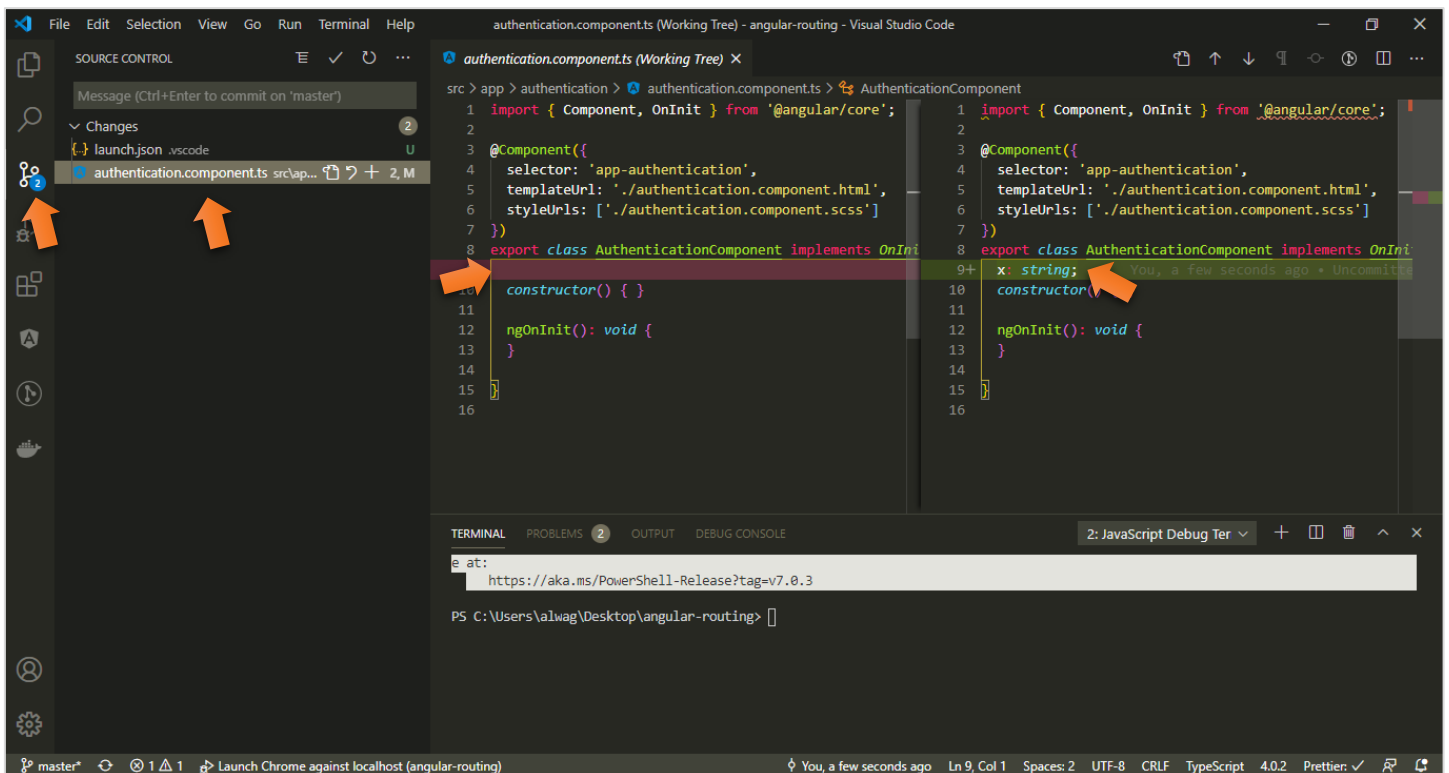 File Edit Selection View Go Run Terminal Help authentication.component.ts (Working Tree) - angular-routing - Visual Studio Code
SOURCE CONTROL
Message (Ctrl+Enter to commit on 'master')
Changes 2
{..} launch.json .vscode U
authentication.component.ts src\ap... 2, M
2
authentication.component.ts (Working Tree)
src > app > authentication > authentication.component.ts > AuthenticationComponent
1 import { Component, OnInit } from '@angular/core';
2
3 @Component({
4 selector: 'app-authentication',
5 templateUrl: './authentication.component.html',
6 styleUrls: ['./authentication.component.scss']
7 })
8 export class AuthenticationComponent implements OnIni
constructor() { }
11
12 ngOnInit(): void {
13 }
14
15 }
16
1 import { Component, OnInit } from '@angular/core';
2
3 @Component({
4 selector: 'app-authentication',
5 templateUrl: './authentication.component.html',
6 styleUrls: ['./authentication.component.scss']
7 })
8 export class AuthenticationComponent implements OnIni
9+ x: string; You, a few seconds ago • Uncommitte
10 constructor()
11
12 ngOnInit(): void {
13 }
14
15 }
16
TERMINAL PROBLEMS 2 OUTPUT DEBUG CONSOLE 2: JavaScript Debug Ter
e at:
https://aka.ms/PowerShell-Release?tag=v7.0.3
PS C:\Users\alwag\Desktop\angular-routing>
master* 1 1 Launch Chrome against localhost (angular-routing) You, a few seconds ago Ln 9, Col 1 Spaces: 2 UTF-8 CRLF TypeScript 4.0.2 Prettier: ✓